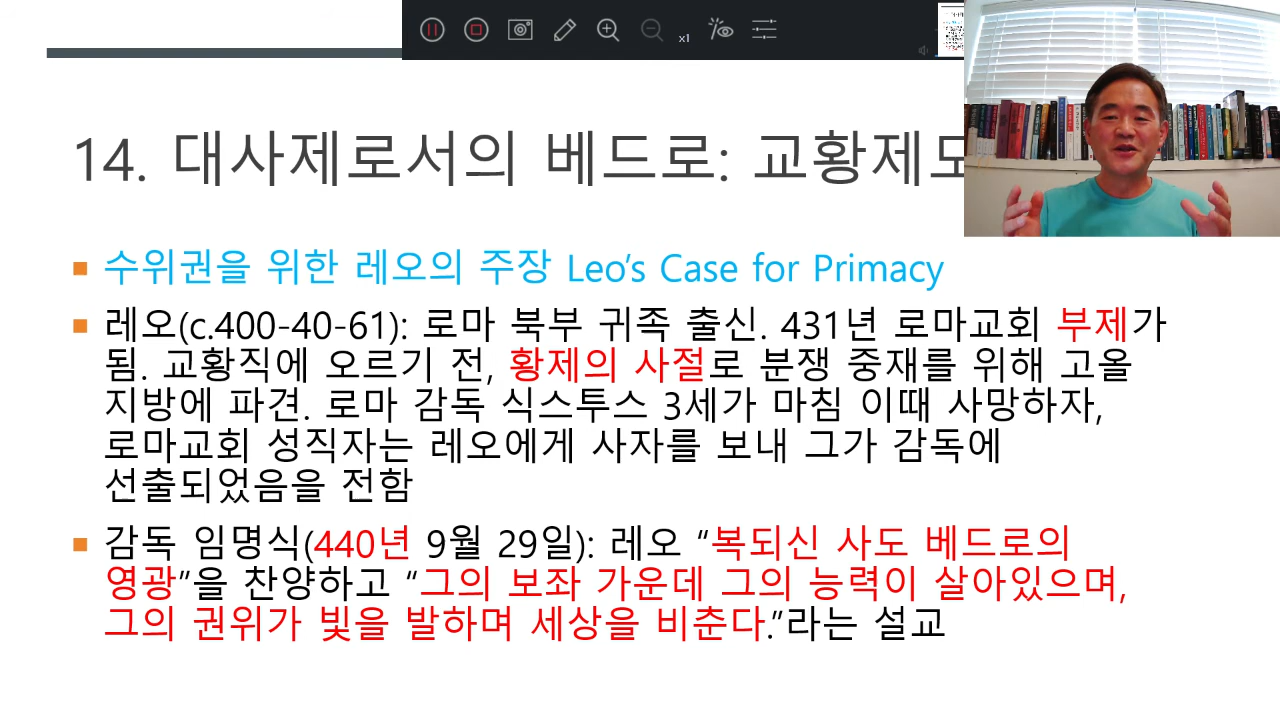 x1
14. 대사제로서의 베드로: 교황제도
수위권을 위한 레오의 주장 Leo's Case for Primacy
레오(c.400-40-61): 로마 북부 귀족 출신. 431년 로마교회 부제가
됨. 교황직에 오르기 전, 황제의 사절로 분쟁 중재를 위해 고올
지방에 파견. 로마 감독 식스투스 3세가 마침 이때 사망하자,
로마교회 성직자는 레오에게 사자를 보내 그가 감독에
선출되었음을 전함
감독 임명식(440년 9월 29일): 레오 “복되신 사도 베드로의
영광”을 찬양하고 “그의 보좌 가운데 그의 능력이 살아있으며,
그의 권위가 빛을 발하며 세상을 비춘다.”라는 설교